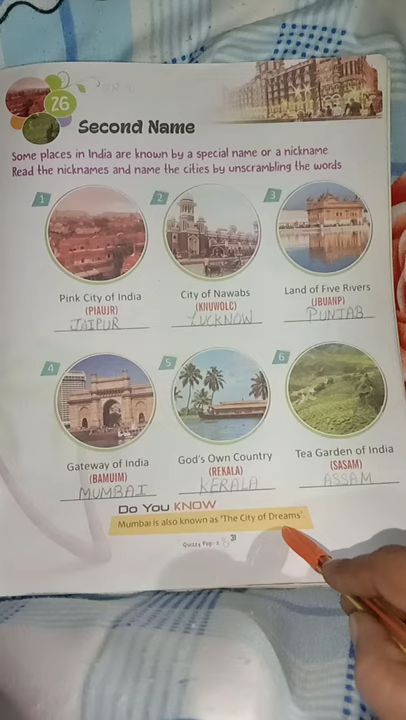 26
Second Name
Some places in India are known by a special name or a nickname
Read the nicknames and name the cities by unscrambling the words
1
2
3
Pink City of India
(PIAUJR)
JAIPUR
City of Nawabs
(KNUWOLC)
LUCKNOW
Land of Five Rivers
(JBUANP)
PUNJAB
4
5
6
Gateway of India
(BAMUIM)
MUMBAI
God's Own Country
(REKALA)
KERALA
Tea Garden of India
(SASAM)
ASSAM
Do You KNOW
Mumbai is also known as 'The City of Dreams'
31